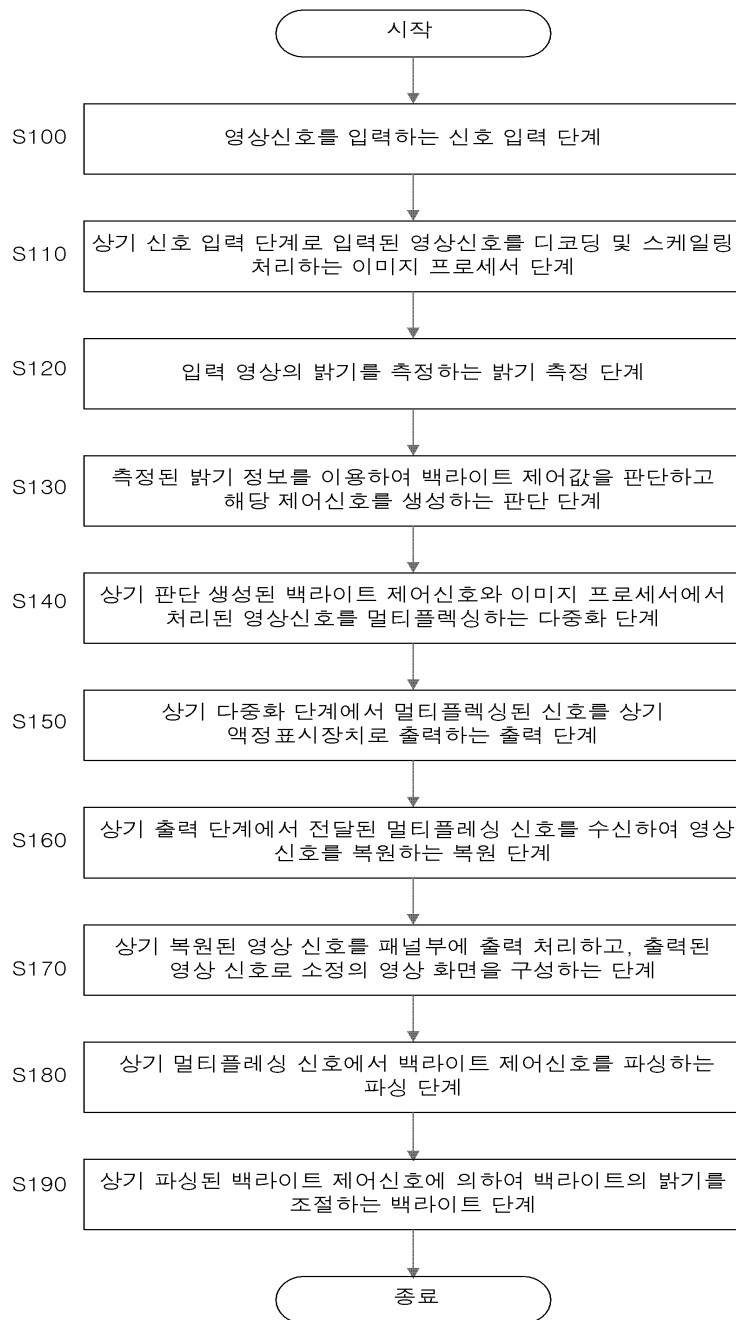 시작
S100
영상신호를 입력하는 신호 입력 단계
S110
상기 신호 입력 단계로 입력된 영상신호를 디코딩 및 스케일링
처리하는 이미지 프로세서 단계
S120
입력 영상의 밝기를 측정하는 밝기 측정 단계
S130
측정된 밝기 정보를 이용하여 백라이트 제어값을 판단하고
해당 제어신호를 생성하는 판단 단계
S140
상기 판단 생성된 백라이트 제어신호와 이미지 프로세서에서
처리된 영상신호를 멀티플렉싱하는 다중화 단계
S150
상기 다중화 단계에서 멀티플렉싱된 신호를 상기
액정표시장치로 출력하는 출력 단계
S160
상기 출력 단계에서 전달된 멀티플레싱 신호를 수신하여 영상
신호를 복원하는 복원 단계
S170
상기 복원된 영상 신호를 패널부에 출력 처리하고, 출력된
영상 신호로 소정의 영상 화면을 구성하는 단계
S180
상기 멀티플레싱 신호에서 백라이트 제어신호를 파싱하는
파싱 단계
S190
상기 파싱된 백라이트 제어신호에 의하여 백라이트의 밝기를
조절하는 백라이트 단계
종료